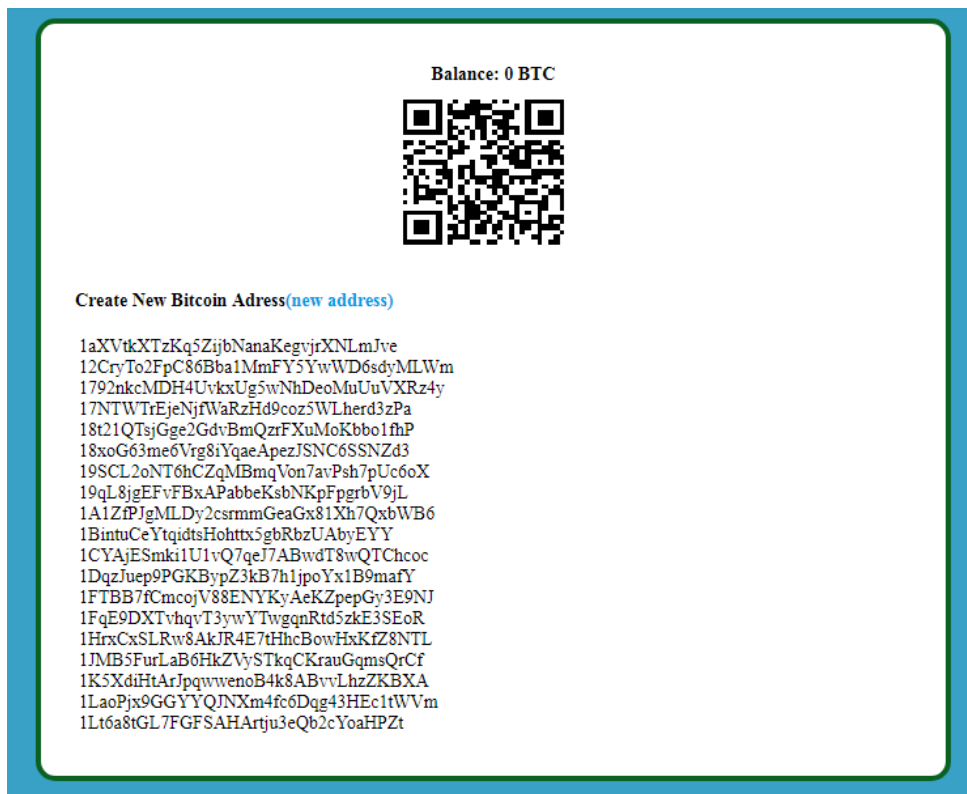 Balance: 0 BTC
Create New Bitcoin Adress(new address)
1aXVtkXTzKq5ZijbNanaKegvjrXNLmJve
12CryTo2FpC86Bba1MmFY5YwWD6sdyMLWm
1792nkcMDH4UvkxUg5wNhDeoMuUuVXRz4y
17NTWTrEjeNjfWaRzHd9coz5WLherd3zPa
18t21QTsjGge2GdvBmQzrFXuMoKbbo1fhP
18xoG63me6Vrg8iYqaeApezJSNC6SSNZd3
19SCL2oNT6hCZqMBmqVon7avPsh7pUc6oX
19qL8jgEFvFBxAPabbeKsbNKpFpgrbV9jL
1A1ZfPJgMLDy2csrmmGeaGx81Xh7QxbWB6
1BintuCeYtqidtsHohttx5gbRbzUAbyEYY
1CYAjESmki1U1vQ7qeJ7ABwdT8wQTChcoc
1DqzJuep9PGKBypZ3kB7h1jpoYx1B9mafY
1FTBB7fCmcojV88ENYKyAeKZpepGy3E9NJ
1FqE9DXTvhqvT3ywYTwgqnRtd5zkE3SEoR
1HrxCxSLRw8AkJR4E7tHhcBowHxKfZ8NTL
1JMB5FurLaB6HkZVySTkqCKrauGqmsQrCf
1K5XdiHtArJpqwwenoB4k8ABvvLhzZKBXA
1LaoPjx9GGYYQJNXm4fc6Dqg43HEc1tWVm
1Lt6a8tGL7FGFSAHArtju3eQb2cYoaHPZt